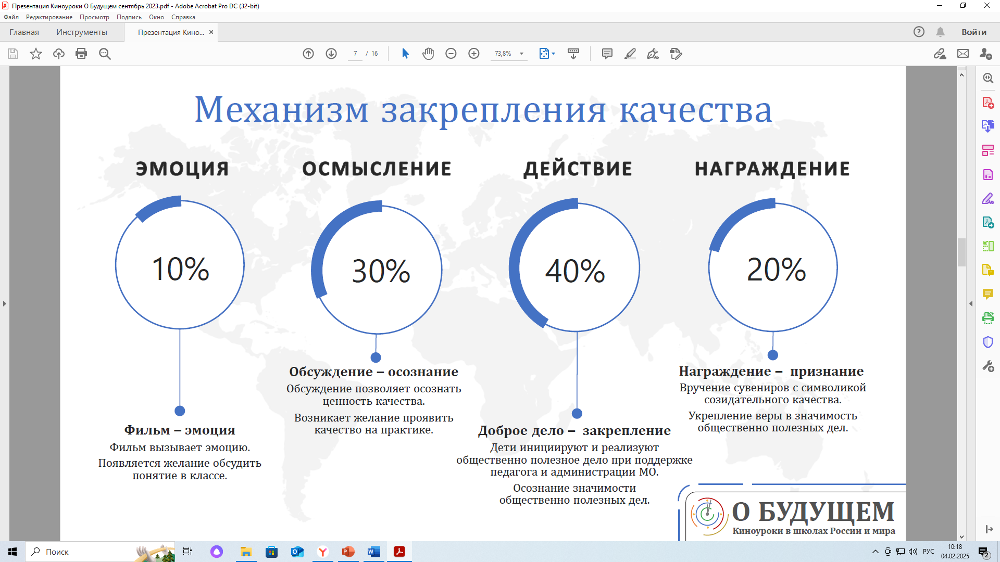 Презентация Киноуроки О Будущем сентябрь 2023.pdf - Adobe Acrobat Pro DC (32-bit)
Файл Редактирование Просмотр Подпись Окно Справка
Главная Инструменты Презентация Кино... × Войти
7 / 16 73,8%
Механизм закрепления качества
ЭМОЦИЯ
ОСМЫСЛЕНИЕ
ДЕЙСТВИЕ
НАГРАЖДЕНИЕ
10%
30%
40%
20%
Фильм – эмоция
Фильм вызывает эмоцию.
Появляется желание обсудить
понятие в классе.
Обсуждение – осознание
Обсуждение позволяет осознать
ценность качества.
Возникает желание проявить
качество на практике.
Доброе дело – закрепление
Дети инициируют и реализуют
общественно полезное дело при поддержке
педагога и администрации МО.
Осознание значимости
общественно полезных дел.
Награждение – признание
Вручение сувениров с символикой
созидательного качества.
Укрепление веры в значимость
общественно полезных дел.
О БУДУЩЕМ
Киноуроки в школах России и мира
Поиск
РУС
10:18
04.02.2025
2